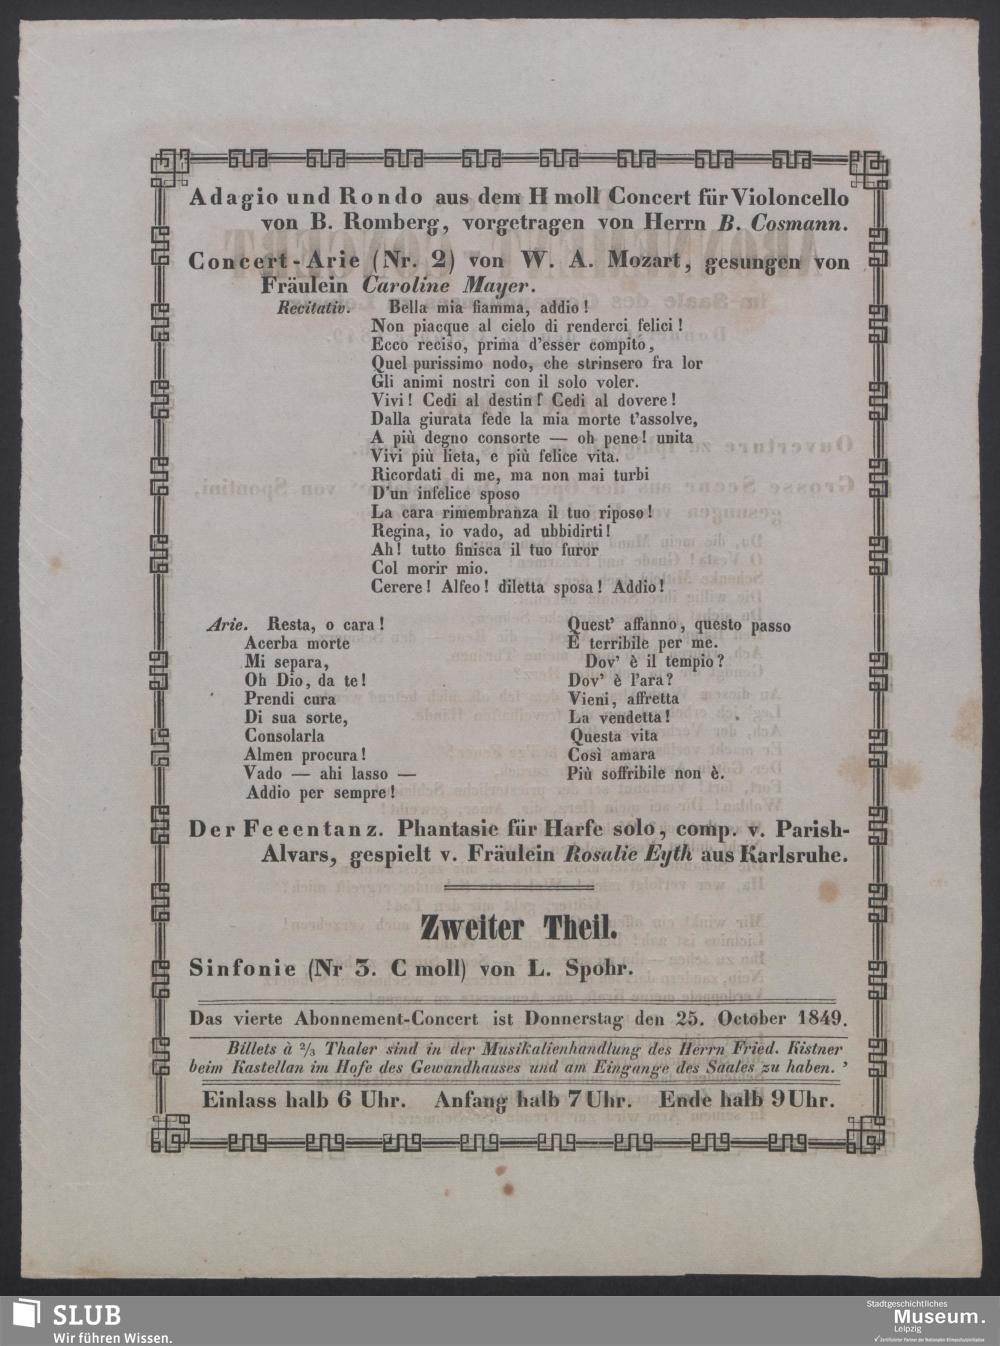 Adagio und Rondo aus dem H moll Concert für Violoncello
von B. Romberg, vorgetragen von Herrn B. Cosmann.
Concert-Arie (Nr. 2) von W. A. Mozart, gesungen von
Fräulein Caroline Mayer.
Recitativ. Bella mia fiamma, addio!
Non piacque al cielo di renderci felici!
Ecco reciso, prima d'esser compito,
Quel purissimo nodo, che strinsero fra lor
Gli animi nostri con il solo voler.
Vivi! Cedi al destin! Cedi al dovere!
Dalla giurata fede la mia morte t'assolve,
A più degno consorte — oh pene! unita
Vivi più lieta, e più felice vita.
Ricordati di me, ma non mai turbi
D'un infelice sposo
La cara rimembranza il tuo riposo!
Regina, io vado, ad ubbidirti!
Ah! tutto finisca il tuo furor
Col morir mio.
Cerere! Alfeo! diletta sposa! Addio!
Arie. Resta, o cara!
Acerba morte
Mi separa,
Oh Dio, da te!
Prendi cura
Di sua sorte,
Consolarla
Almen procura!
Vado — ahi lasso —
Addio per sempre!
Quest' affanno, questo passo
È terribile per me.
Dov' è il tempio?
Dov' è l'ara?
Vieni, affretta
La vendetta!
Questa vita
Così amara
Più soffribile non è.
Der Feeentanz. Phantasie für Harfe solo, comp. v. Parish-
Alvars, gespielt v. Fräulein Rosalie Eyth aus Karlsruhe.
Zweiter Theil.
Sinfonie (Nr 3. C moll) von L. Spohr.
Das vierte Abonnement-Concert ist Donnerstag den 25. October 1849.
Billets à 2/3 Thaler sind in der Musikalienhandlung des Herrn Fried. Kistner
beim Kastellan im Hofe des Gewandhauses und am Eingange des Saales zu haben.
Einlass halb 6 Uhr. Anfang halb 7 Uhr. Ende halb 9 Uhr.
SLUB
Wir führen Wissen.
Stadtgeschichtliches
Museum.
Leipzig